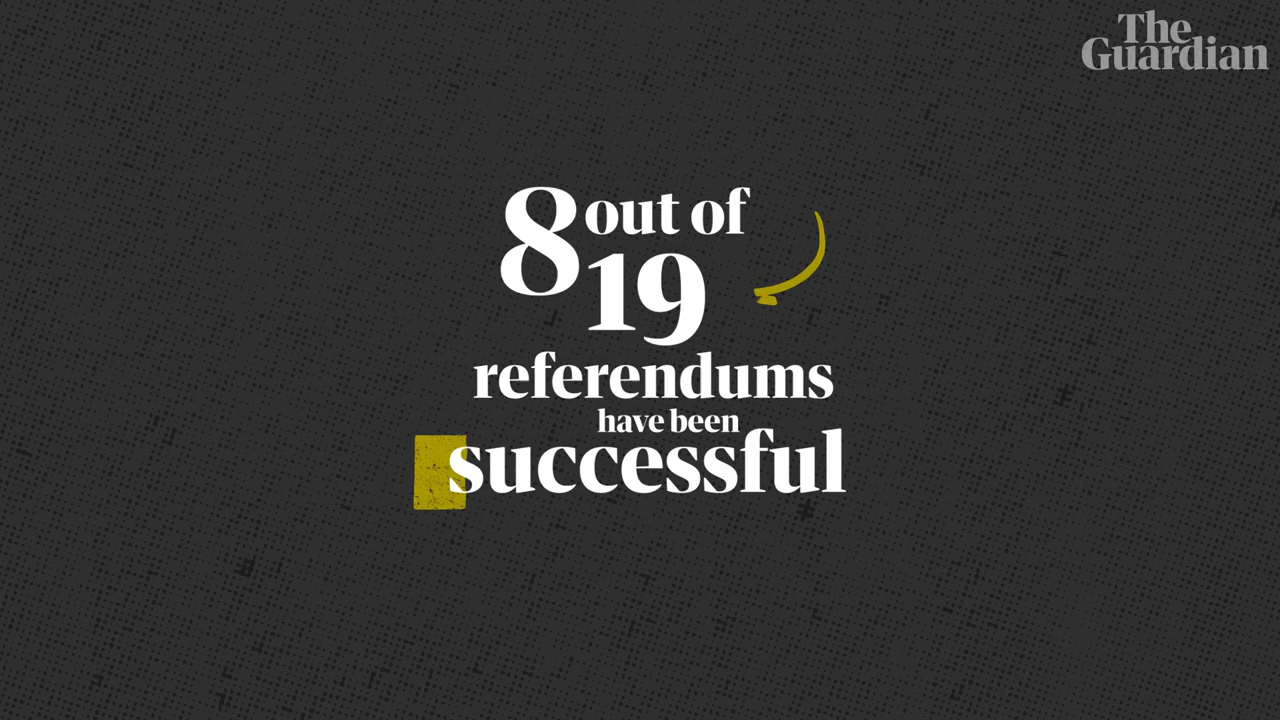 The
Guardian
8 out of
19
referendums
have been
successful